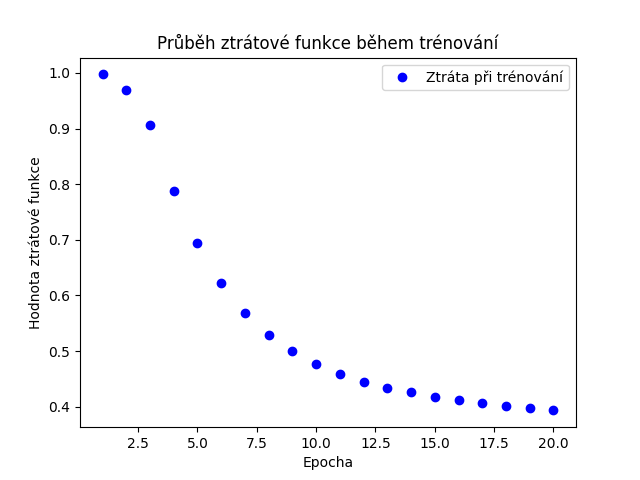 Průběh ztrátové funkce během trénování
Ztráta při trénování
Hodnota ztrátové funkce
1.0
0.9
0.8
0.7
0.6
0.5
0.4
2.5 5.0 7.5 10.0 12.5 15.0 17.5 20.0
Epocha